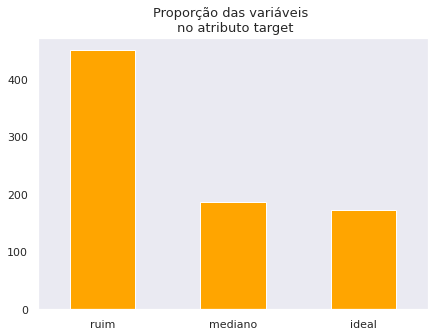 Proporção das variáveis
no atributo target
400
300
200
100
0
ruim mediano ideal